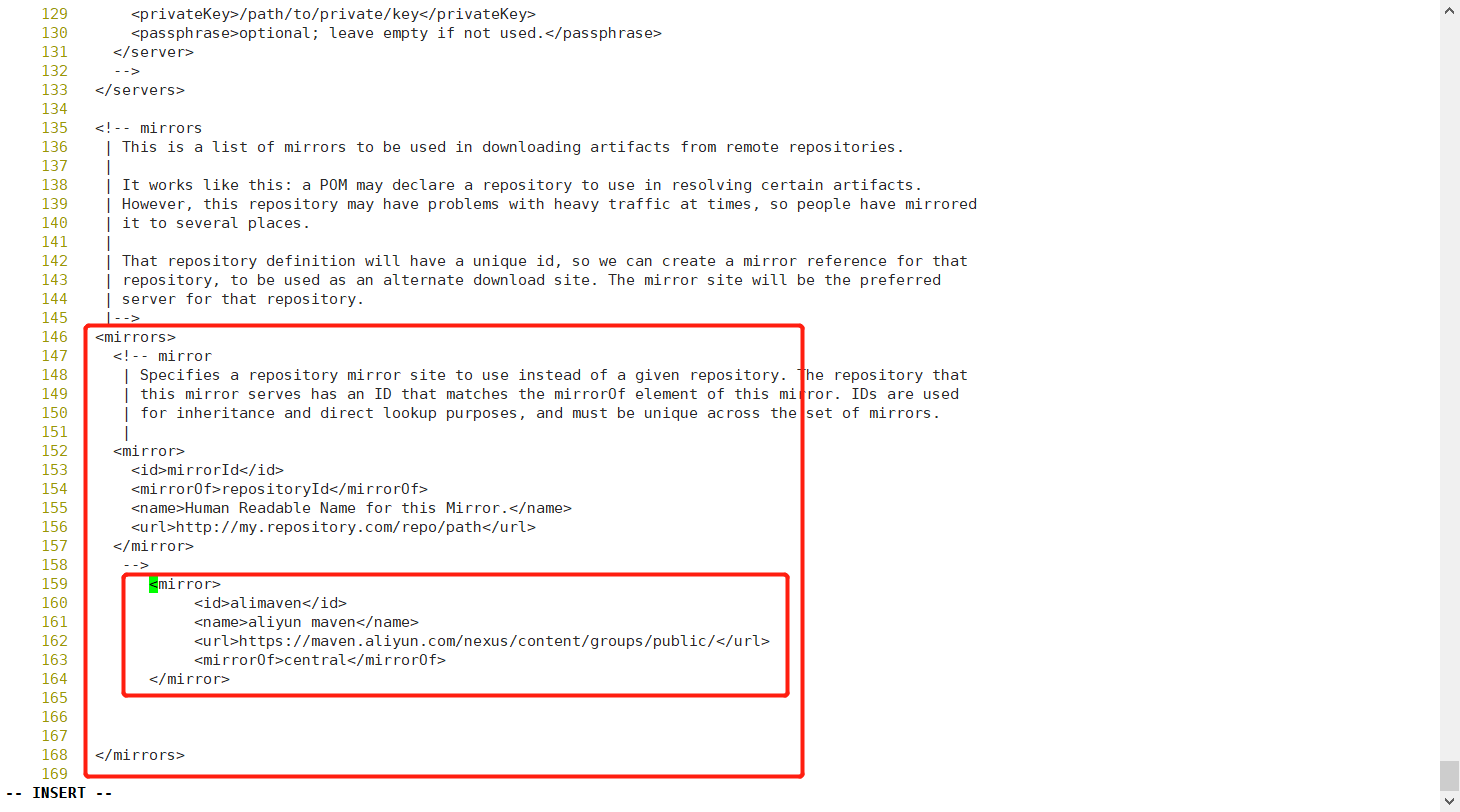 129       <privateKey>/path/to/private/key</privateKey>
130       <passphrase>optional; leave empty if not used.</passphrase>
131     </server>
132     -->
133   </servers>
134
135   <!-- mirrors
136    | This is a list of mirrors to be used in downloading artifacts from remote repositories.
137    |
138    | It works like this: a POM may declare a repository to use in resolving certain artifacts.
139    | However, this repository may have problems with heavy traffic at times, so people have mirrored
140    | it to several places.
141    |
142    | That repository definition will have a unique id, so we can create a mirror reference for that
143    | repository, to be used as an alternate download site. The mirror site will be the preferred
144    | server for that repository.
145    |-->
146   <mirrors>
147     <!-- mirror
148      | Specifies a repository mirror site to use instead of a given repository. The repository that
149      | this mirror serves has an ID that matches the mirrorOf element of this mirror. IDs are used
150      | for inheritance and direct lookup purposes, and must be unique across the set of mirrors.
151      |
152     <mirror>
153       <id>mirrorId</id>
154       <mirrorOf>repositoryId</mirrorOf>
155       <name>Human Readable Name for this Mirror.</name>
156       <url>http://my.repository.com/repo/path</url>
157     </mirror>
158      -->
159         <mirror>
160              <id>alimaven</id>
161              <name>aliyun maven</name>
162              <url>https://maven.aliyun.com/nexus/content/groups/public/</url>
163              <mirrorOf>central</mirrorOf>
164         </mirror>
165
166
167
168   </mirrors>
169
-- INSERT --